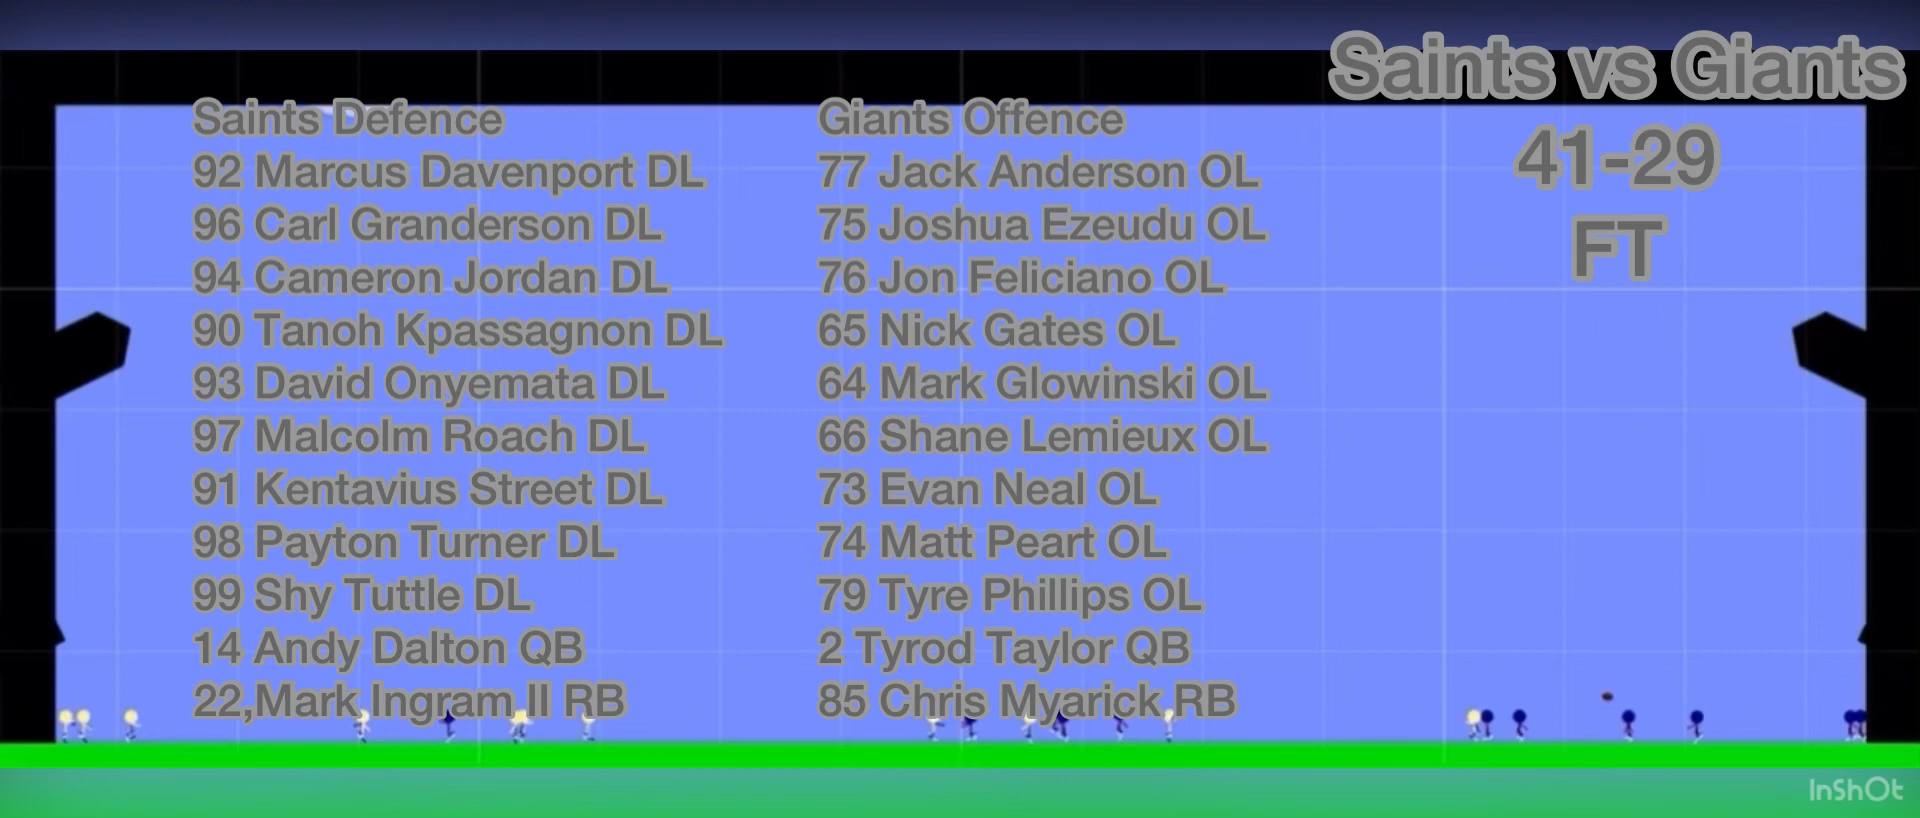 Saints vs Giants
41-29
FT
Saints Defence
92 Marcus Davenport DL
96 Carl Granderson DL
94 Cameron Jordan DL
90 Tanoh Kpassagnon DL
93 David Onyemata DL
97 Malcolm Roach DL
91 Kentavius Street DL
98 Payton Turner DL
99 Shy Tuttle DL
14 Andy Dalton QB
22,Mark Ingram II RB
Giants Offence
77 Jack Anderson OL
75 Joshua Ezeudu OL
76 Jon Feliciano OL
65 Nick Gates OL
64 Mark Glowinski OL
66 Shane Lemieux OL
73 Evan Neal OL
74 Matt Peart OL
79 Tyre Phillips OL
2 Tyrod Taylor QB
85 Chris Myarick RB
InShOt